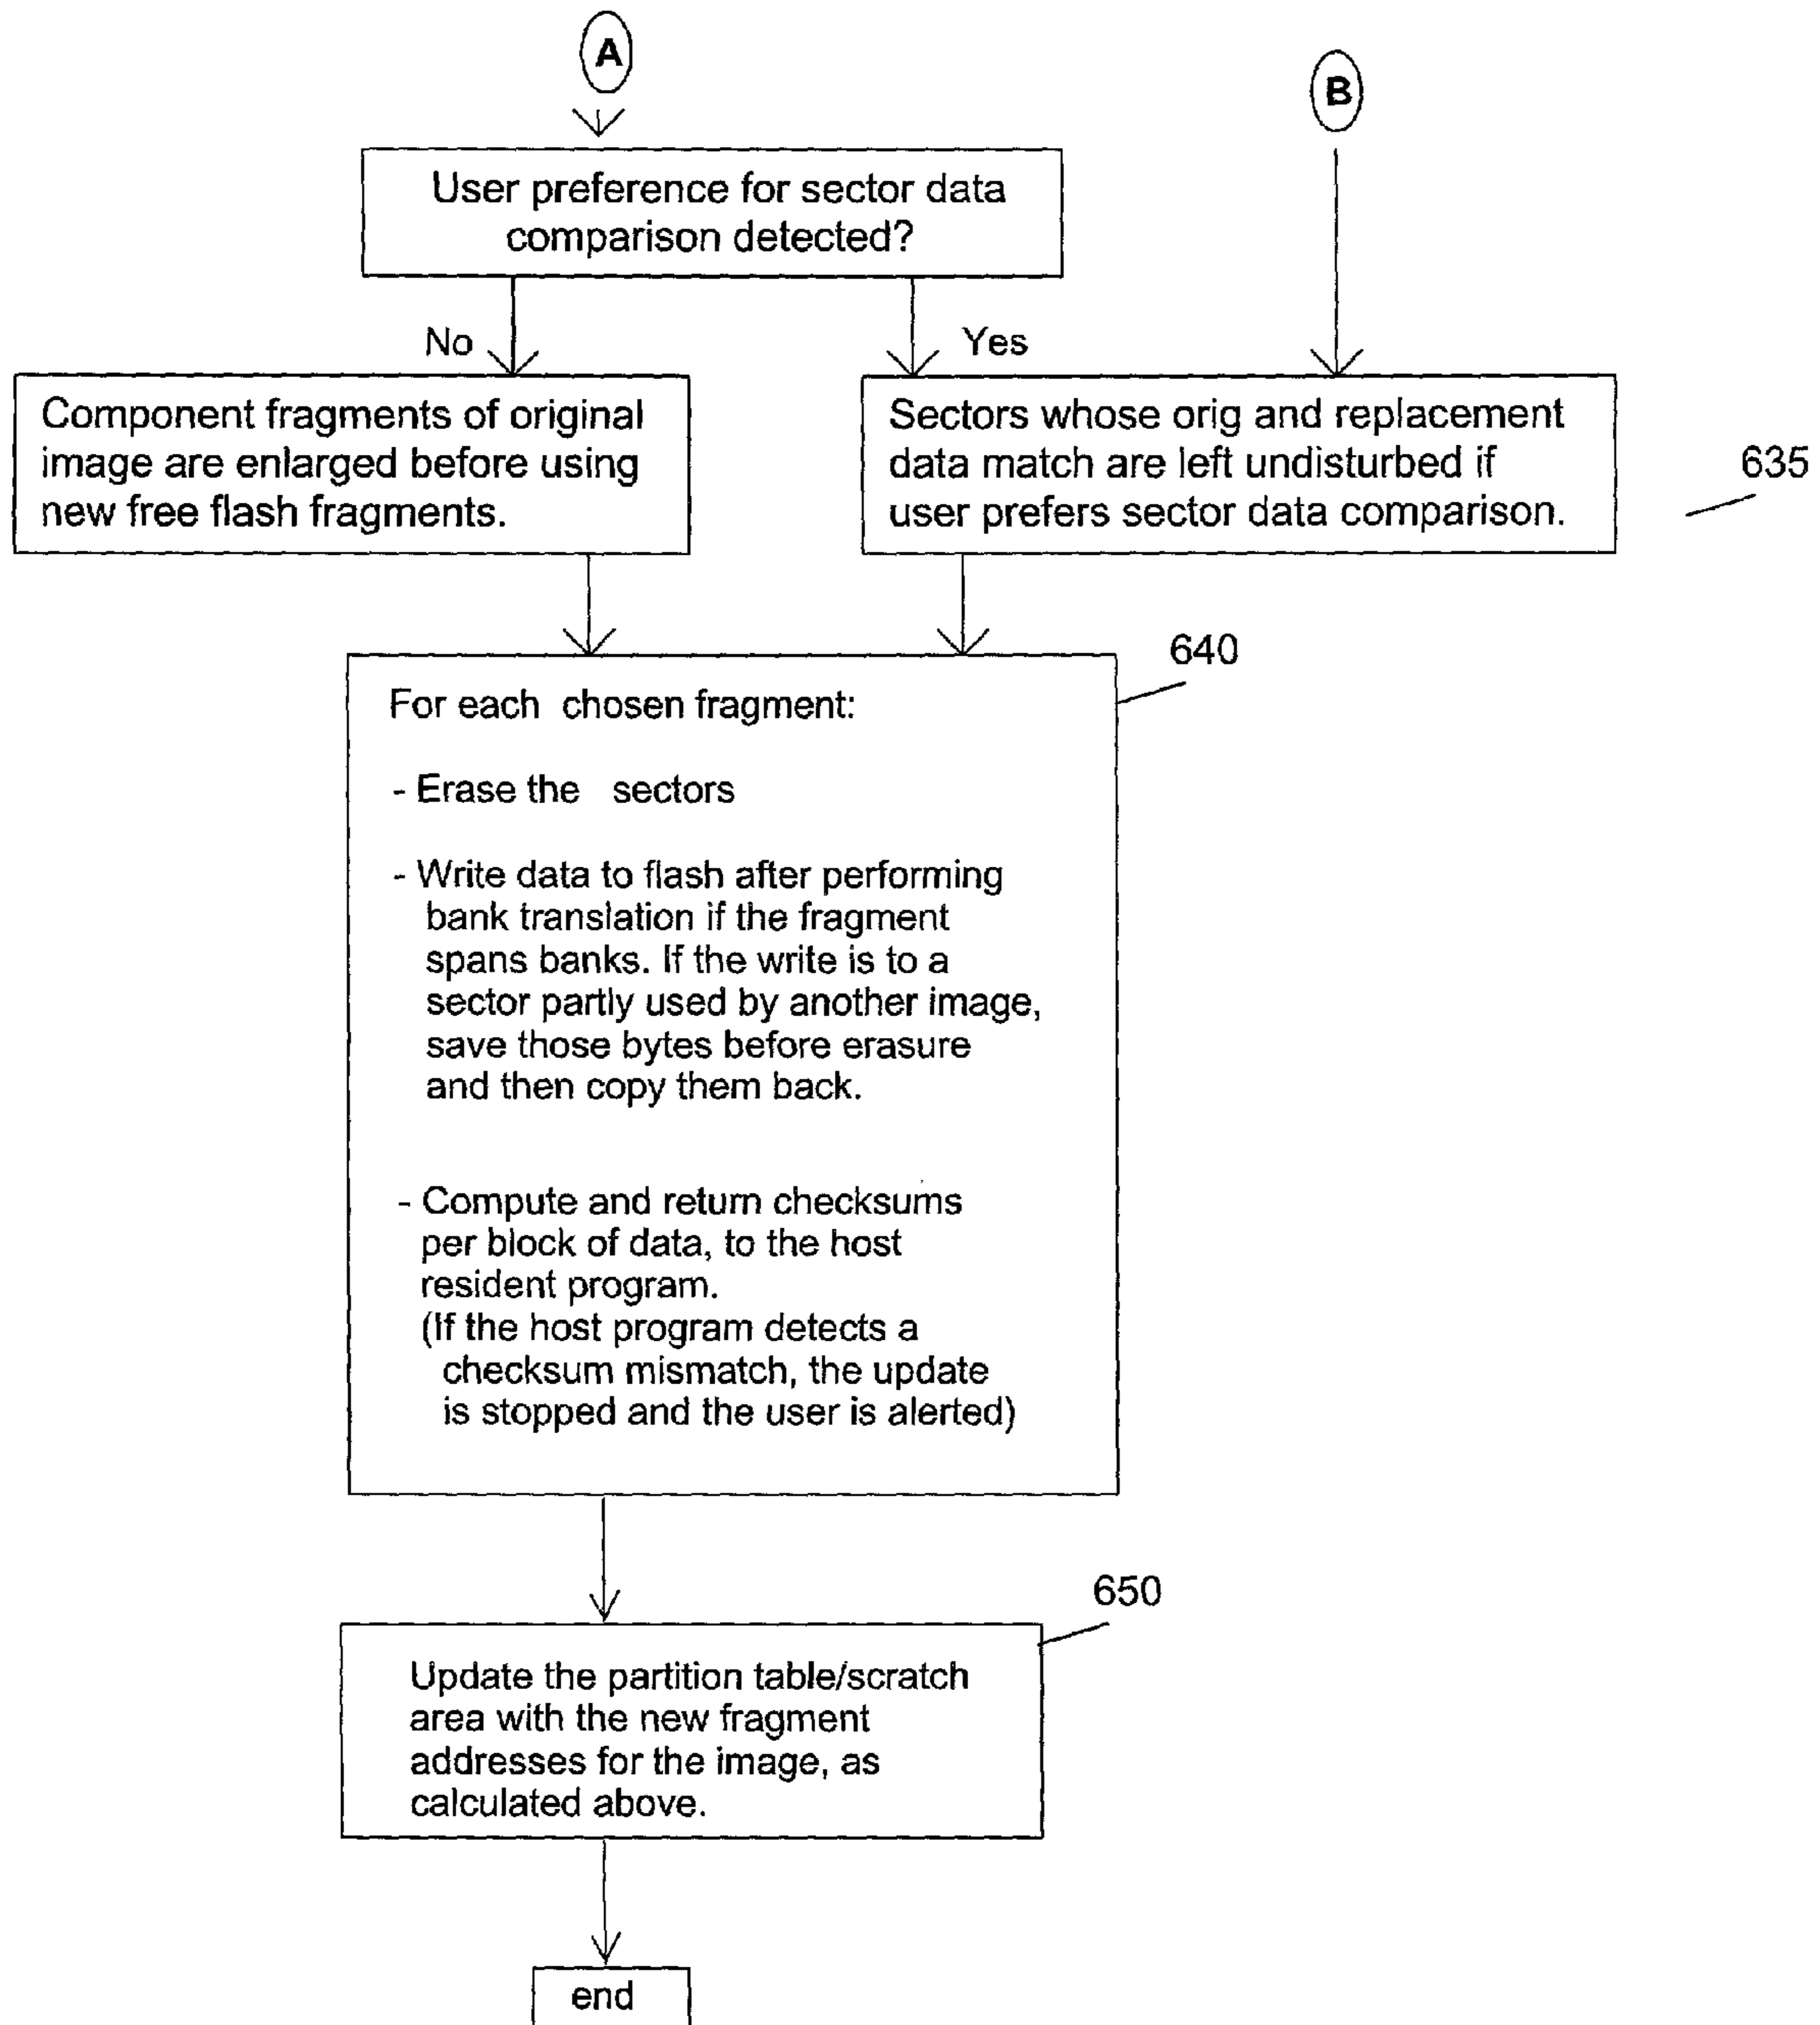 A
B
User preference for sector data
comparison detected?
No
Yes
Component fragments of original
image are enlarged before using
new free flash fragments.
Sectors whose orig and replacement
data match are left undisturbed if
user prefers sector data comparison.
635
640
For each chosen fragment:
- Erase the sectors
- Write data to flash after performing
bank translation if the fragment
spans banks. If the write is to a
sector partly used by another image,
save those bytes before erasure
and then copy them back.
- Compute and return checksums
per block of data, to the host
resident program.
(If the host program detects a
checksum mismatch, the update
is stopped and the user is alerted)
650
Update the partition table/scratch
area with the new fragment
addresses for the image, as
calculated above.
end